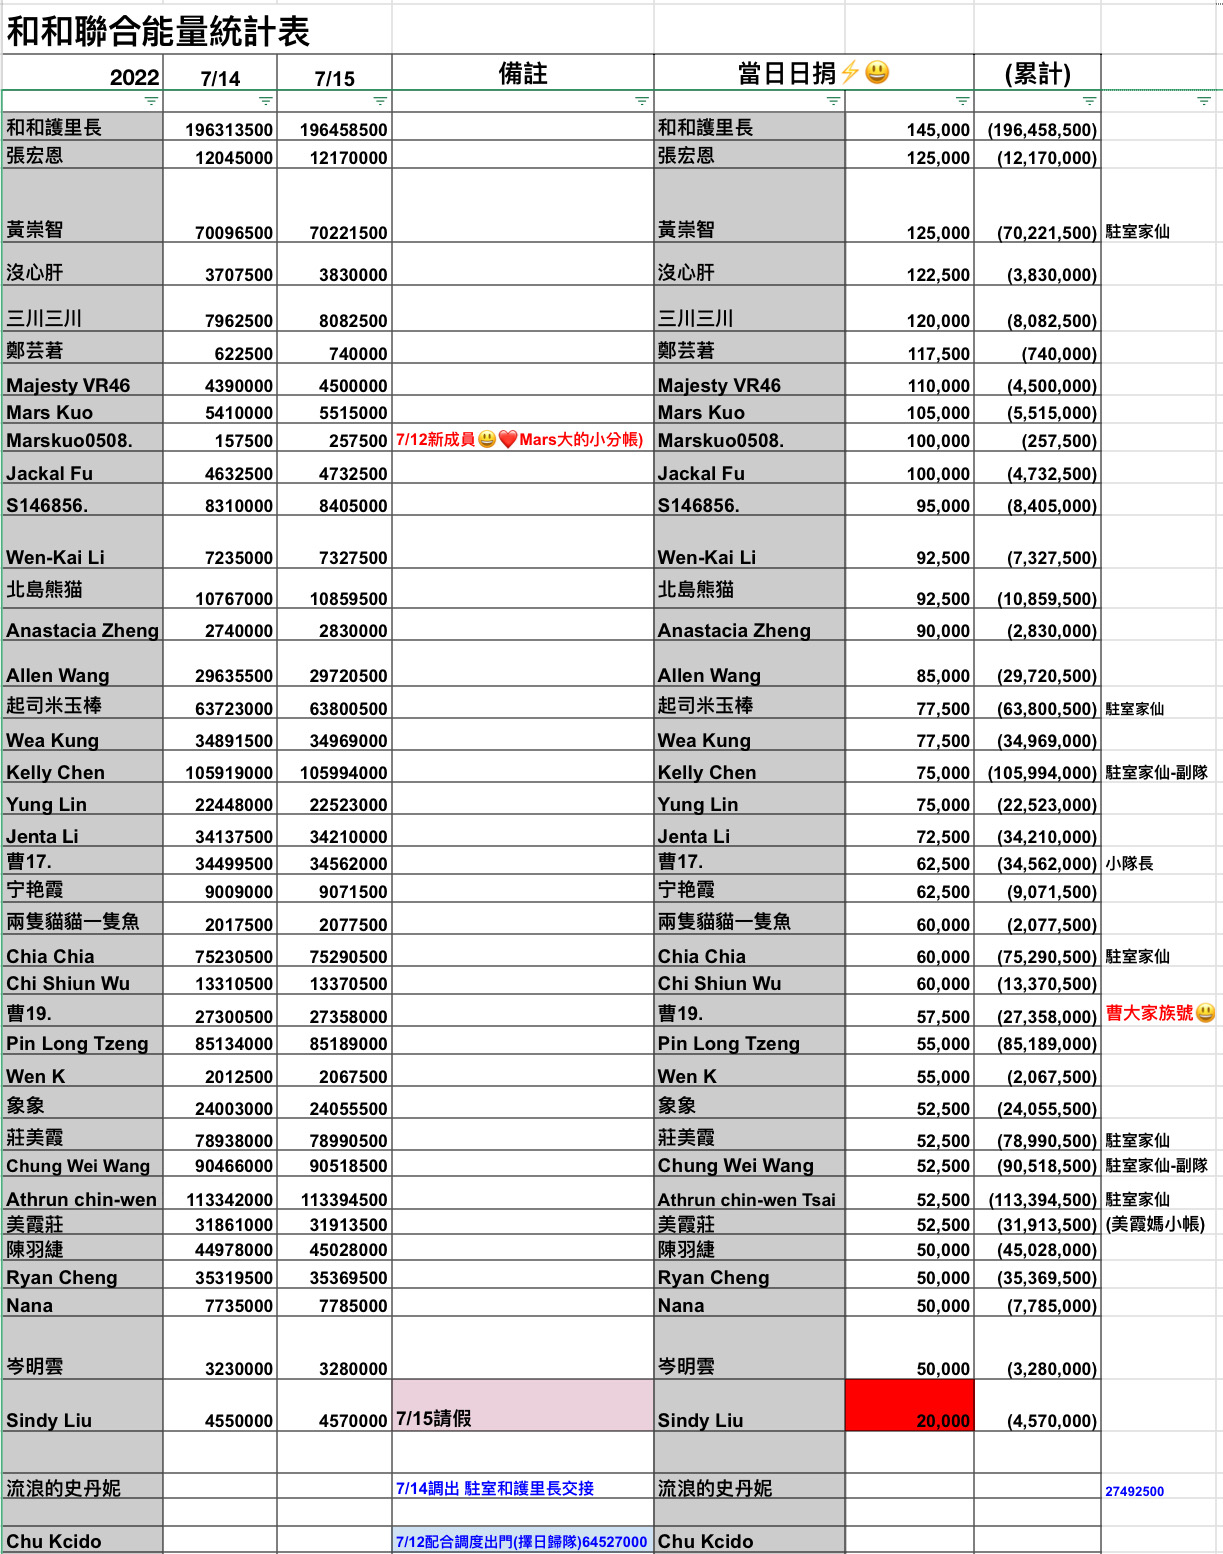 和和聯合能量統計表
2022 7/14 7/15 備註 當日日捐⚡😃 (累計)
和和護里長 196313500 196458500 和和護里長 145,000 (196,458,500)
張宏恩 12045000 12170000 張宏恩 125,000 (12,170,000)
黃崇智 70096500 70221500 黃崇智 125,000 (70,221,500) 駐室家仙
沒心肝 3707500 3830000 沒心肝 122,500 (3,830,000)
三川三川 7962500 8082500 三川三川 120,000 (8,082,500)
鄭芸莙 622500 740000 鄭芸莙 117,500 (740,000)
Majesty VR46 4390000 4500000 Majesty VR46 110,000 (4,500,000)
Mars Kuo 5410000 5515000 Mars Kuo 105,000 (5,515,000)
Marskuo0508. 157500 257500 7/12新成員😃❤️Mars大的小分帳) Marskuo0508. 100,000 (257,500)
Jackal Fu 4632500 4732500 Jackal Fu 100,000 (4,732,500)
S146856. 8310000 8405000 S146856. 95,000 (8,405,000)
Wen-Kai Li 7235000 7327500 Wen-Kai Li 92,500 (7,327,500)
北島熊猫 10767000 10859500 北島熊猫 92,500 (10,859,500)
Anastacia Zheng 2740000 2830000 Anastacia Zheng 90,000 (2,830,000)
Allen Wang 29635500 29720500 Allen Wang 85,000 (29,720,500)
起司米玉棒 63723000 63800500 起司米玉棒 77,500 (63,800,500) 駐室家仙
Wea Kung 34891500 34969000 Wea Kung 77,500 (34,969,000)
Kelly Chen 105919000 105994000 Kelly Chen 75,000 (105,994,000) 駐室家仙-副隊
Yung Lin 22448000 22523000 Yung Lin 75,000 (22,523,000)
Jenta Li 34137500 34210000 Jenta Li 72,500 (34,210,000)
曹17. 34499500 34562000 曹17. 62,500 (34,562,000) 小隊長
宁艳霞 9009000 9071500 宁艳霞 62,500 (9,071,500)
兩隻貓貓一隻魚 2017500 2077500 兩隻貓貓一隻魚 60,000 (2,077,500)
Chia Chia 75230500 75290500 Chia Chia 60,000 (75,290,500) 駐室家仙
Chi Shiun Wu 13310500 13370500 Chi Shiun Wu 60,000 (13,370,500)
曹19. 27300500 27358000 曹19. 57,500 (27,358,000) 曹大家族號😃
Pin Long Tzeng 85134000 85189000 Pin Long Tzeng 55,000 (85,189,000)
Wen K 2012500 2067500 Wen K 55,000 (2,067,500)
象象 24003000 24055500 象象 52,500 (24,055,500)
莊美霞 78938000 78990500 莊美霞 52,500 (78,990,500) 駐室家仙
Chung Wei Wang 90466000 90518500 Chung Wei Wang 52,500 (90,518,500) 駐室家仙-副隊
Athrun chin-wen 113342000 113394500 Athrun chin-wen Tsai 52,500 (113,394,500) 駐室家仙
美霞莊 31861000 31913500 美霞莊 52,500 (31,913,500) (美霞媽小帳)
陳羽緁 44978000 45028000 陳羽緁 50,000 (45,028,000)
Ryan Cheng 35319500 35369500 Ryan Cheng 50,000 (35,369,500)
Nana 7735000 7785000 Nana 50,000 (7,785,000)
岑明雲 3230000 3280000 岑明雲 50,000 (3,280,000)
Sindy Liu 4550000 4570000 7/15請假 Sindy Liu 20,000 (4,570,000)
流浪的史丹妮 7/14調出 駐室和護里長交接 流浪的史丹妮 27492500
Chu Kcido 7/12配合調度出門(擇日歸隊)64527000 Chu Kcido